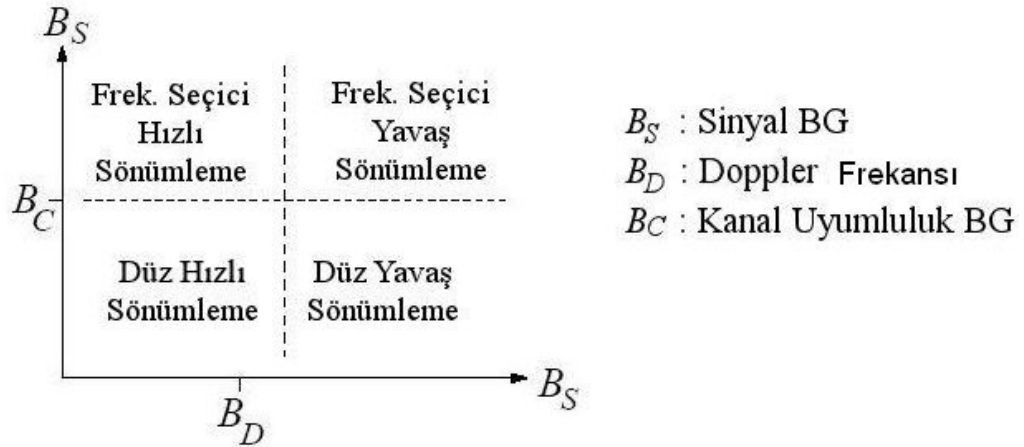 B_S
Frek. Seçici
Hızlı
Sönümleme
Frek. Seçici
Yavaş
Sönümleme
B_C
Düz Hızlı
Sönümleme
Düz Yavaş
Sönümleme
B_D
B_S
B_S : Sinyal BG
B_D : Doppler Frekansı
B_C : Kanal Uyumluluk BG